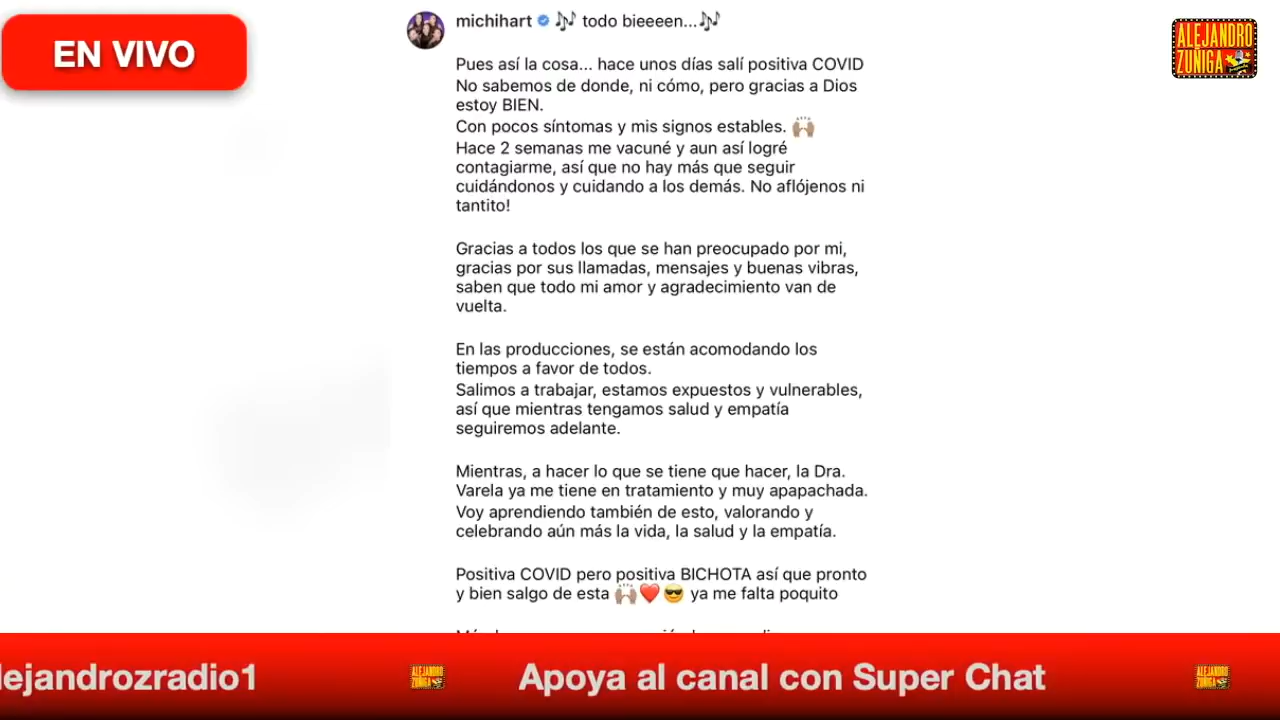 EN VIVO
michihart 🎶 todo bieeeen...🎶
ALEJANDRO
ZUÑIGA
Pues así la cosa... hace unos días salí positiva COVID
No sabemos de donde, ni cómo, pero gracias a Dios
estoy BIEN.
Con pocos síntomas y mis signos estables. 🙌🏽
Hace 2 semanas me vacuné y aun así logré
contagiarme, así que no hay más que seguir
cuidándonos y cuidando a los demás. No aflójenos ni
tantito!
Gracias a todos los que se han preocupado por mi,
gracias por sus llamadas, mensajes y buenas vibras,
saben que todo mi amor y agradecimiento van de
vuelta.
En las producciones, se están acomodando los
tiempos a favor de todos.
Salimos a trabajar, estamos expuestos y vulnerables,
así que mientras tengamos salud y empatía
seguiremos adelante.
Mientras, a hacer lo que se tiene que hacer, la Dra.
Varela ya me tiene en tratamiento y muy apapachada.
Voy aprendiendo también de esto, valorando y
celebrando aún más la vida, la salud y la empatía.
Positiva COVID pero positiva BICHOTA así que pronto
y bien salgo de esta 🙌🏽❤️😎 ya me falta poquito
lejandrozradio1
ALEJANDRO
ZUÑIGA
Apoya al canal con Super Chat
ALEJANDRO
ZUÑIGA